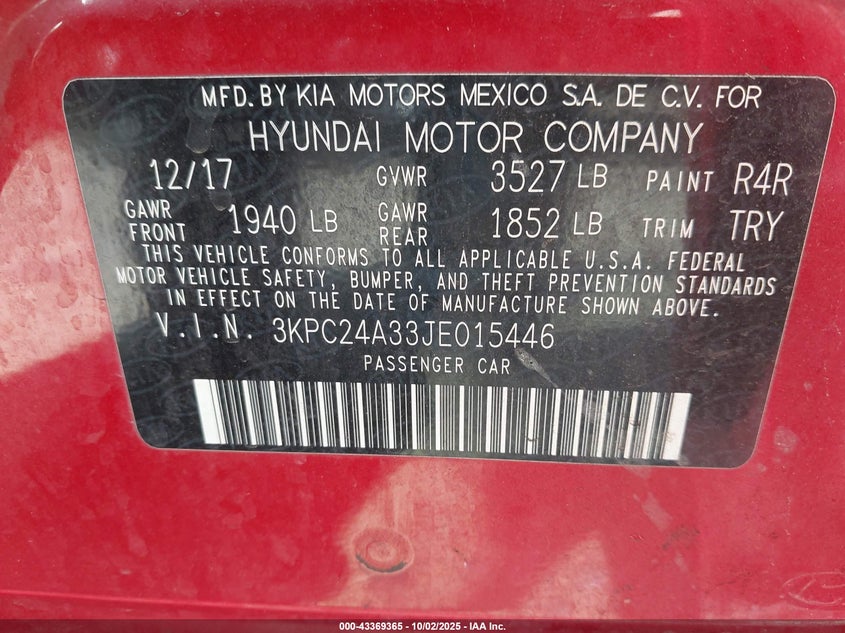 MFD. BY KIA MOTORS MEXICO S.A. DE C.V. FOR
HYUNDAI MOTOR COMPANY
12/17 GVWR 3527 LB PAINT R4R
GAWR FRONT 1940 LB GAWR REAR 1852 LB TRIM TRY
THIS VEHICLE CONFORMS TO ALL APPLICABLE U.S.A. FEDERAL
MOTOR VEHICLE SAFETY, BUMPER, AND THEFT PREVENTION STANDARDS
IN EFFECT ON THE DATE OF MANUFACTURE SHOWN ABOVE.
V.I.N. 3KPC24A33JE015446
PASSENGER CAR
000-43369365 - 10/02/2025 - IAA Inc.